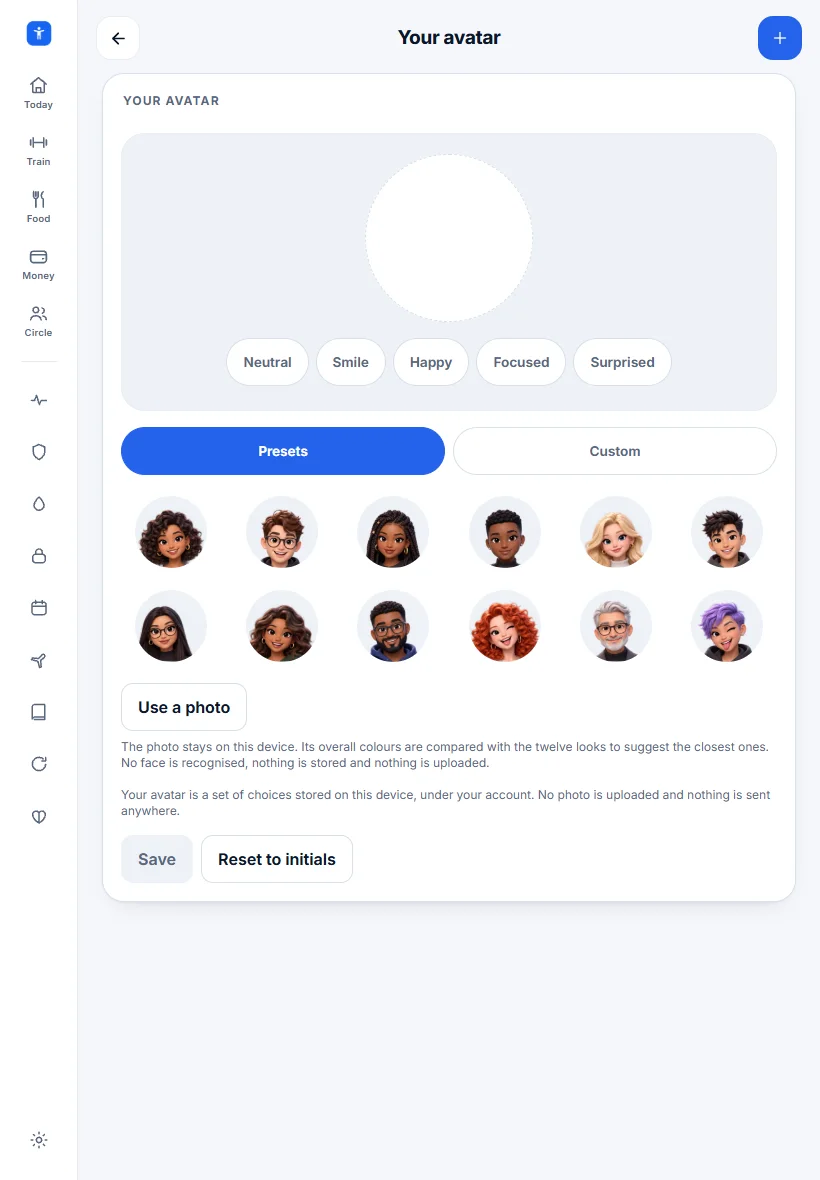 Your avatar
Today
Train
Food
Money
Circle
YOUR AVATAR
Neutral
Smile
Happy
Focused
Surprised
Presets
Custom
Use a photo
The photo stays on this device. Its overall colours are compared with the twelve looks to suggest the closest ones.
No face is recognised, nothing is stored and nothing is uploaded.
Your avatar is a set of choices stored on this device, under your account. No photo is uploaded and nothing is sent
anywhere.
Save
Reset to initials